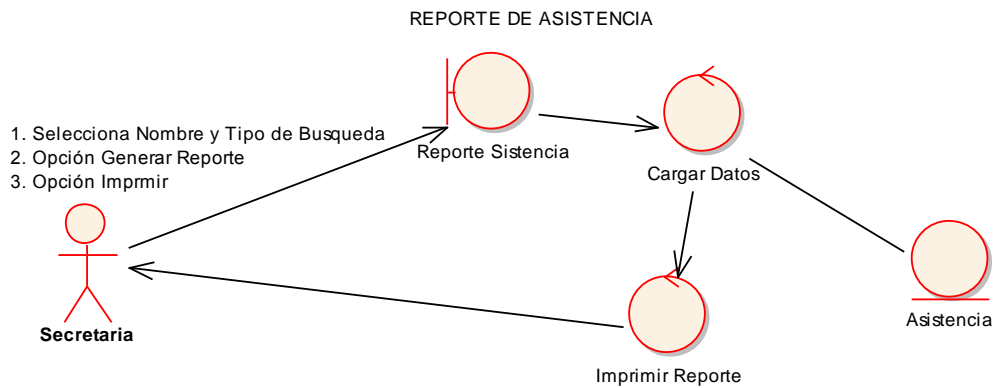 REPORTE DE ASISTENCIA
1. Selecciona Nombre y Tipo de Busqueda
2. Opción Generar Reporte
3. Opción Imprmir
Reporte Sistencia
Cargar Datos
Secretaria
Asistencia
Imprimir Reporte